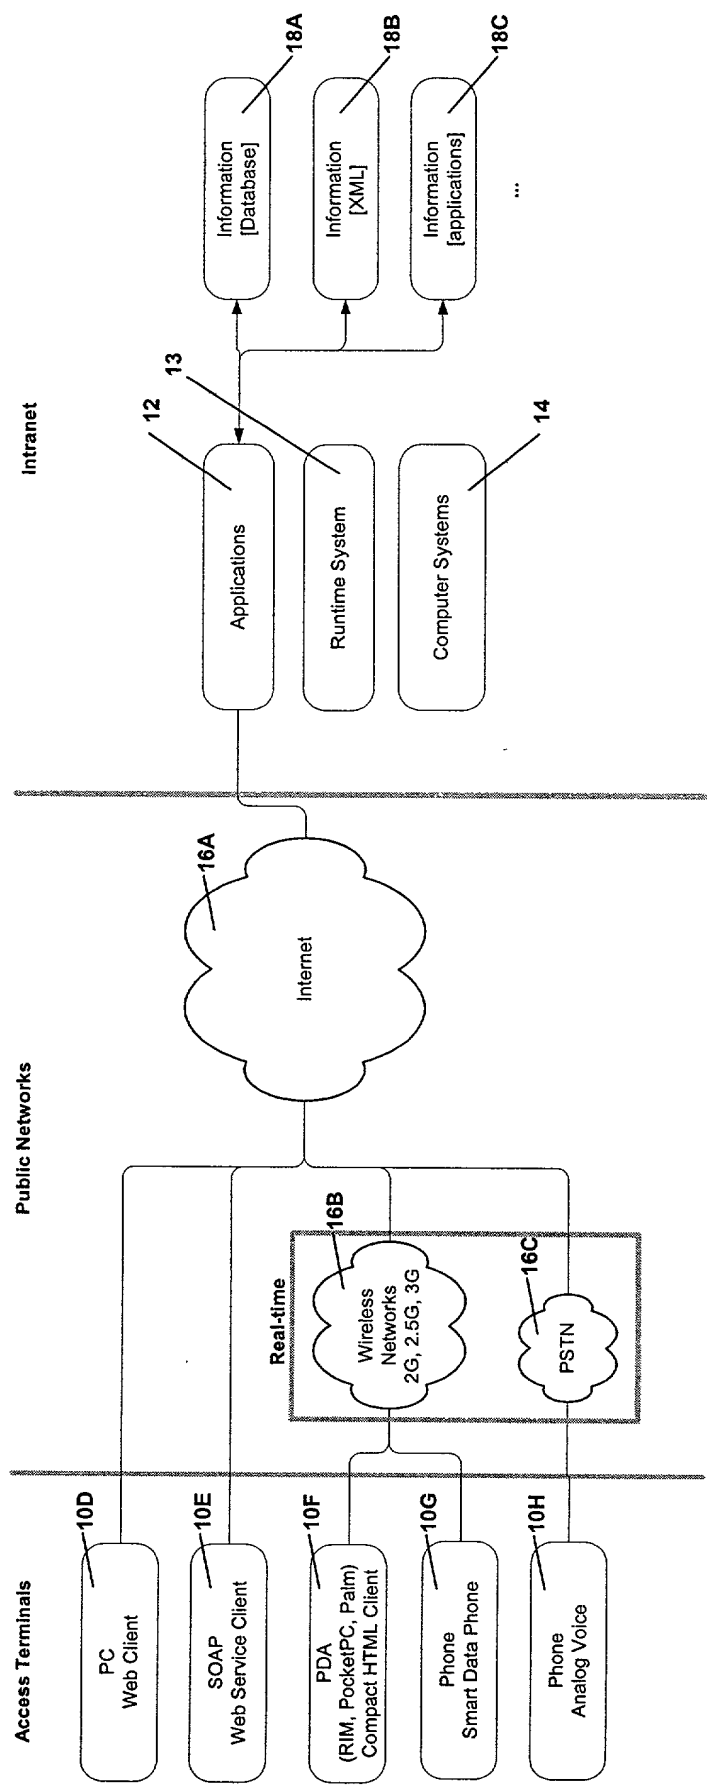 Access Terminals
Public Networks
Intranet
10D
PC
Web Client
10E
SOAP
Web Service Client
10F
PDA
(RIM, PocketPC, Palm)
Compact HTML Client
10G
Phone
Smart Data Phone
10H
Phone
Analog Voice
Real-time
16B
Wireless
Networks
2G, 2.5G, 3G
16C
PSTN
16A
Internet
12
Applications
13
Runtime System
14
Computer Systems
18A
Information
[Database]
18B
Information
[XML]
18C
Information
[applications]
...